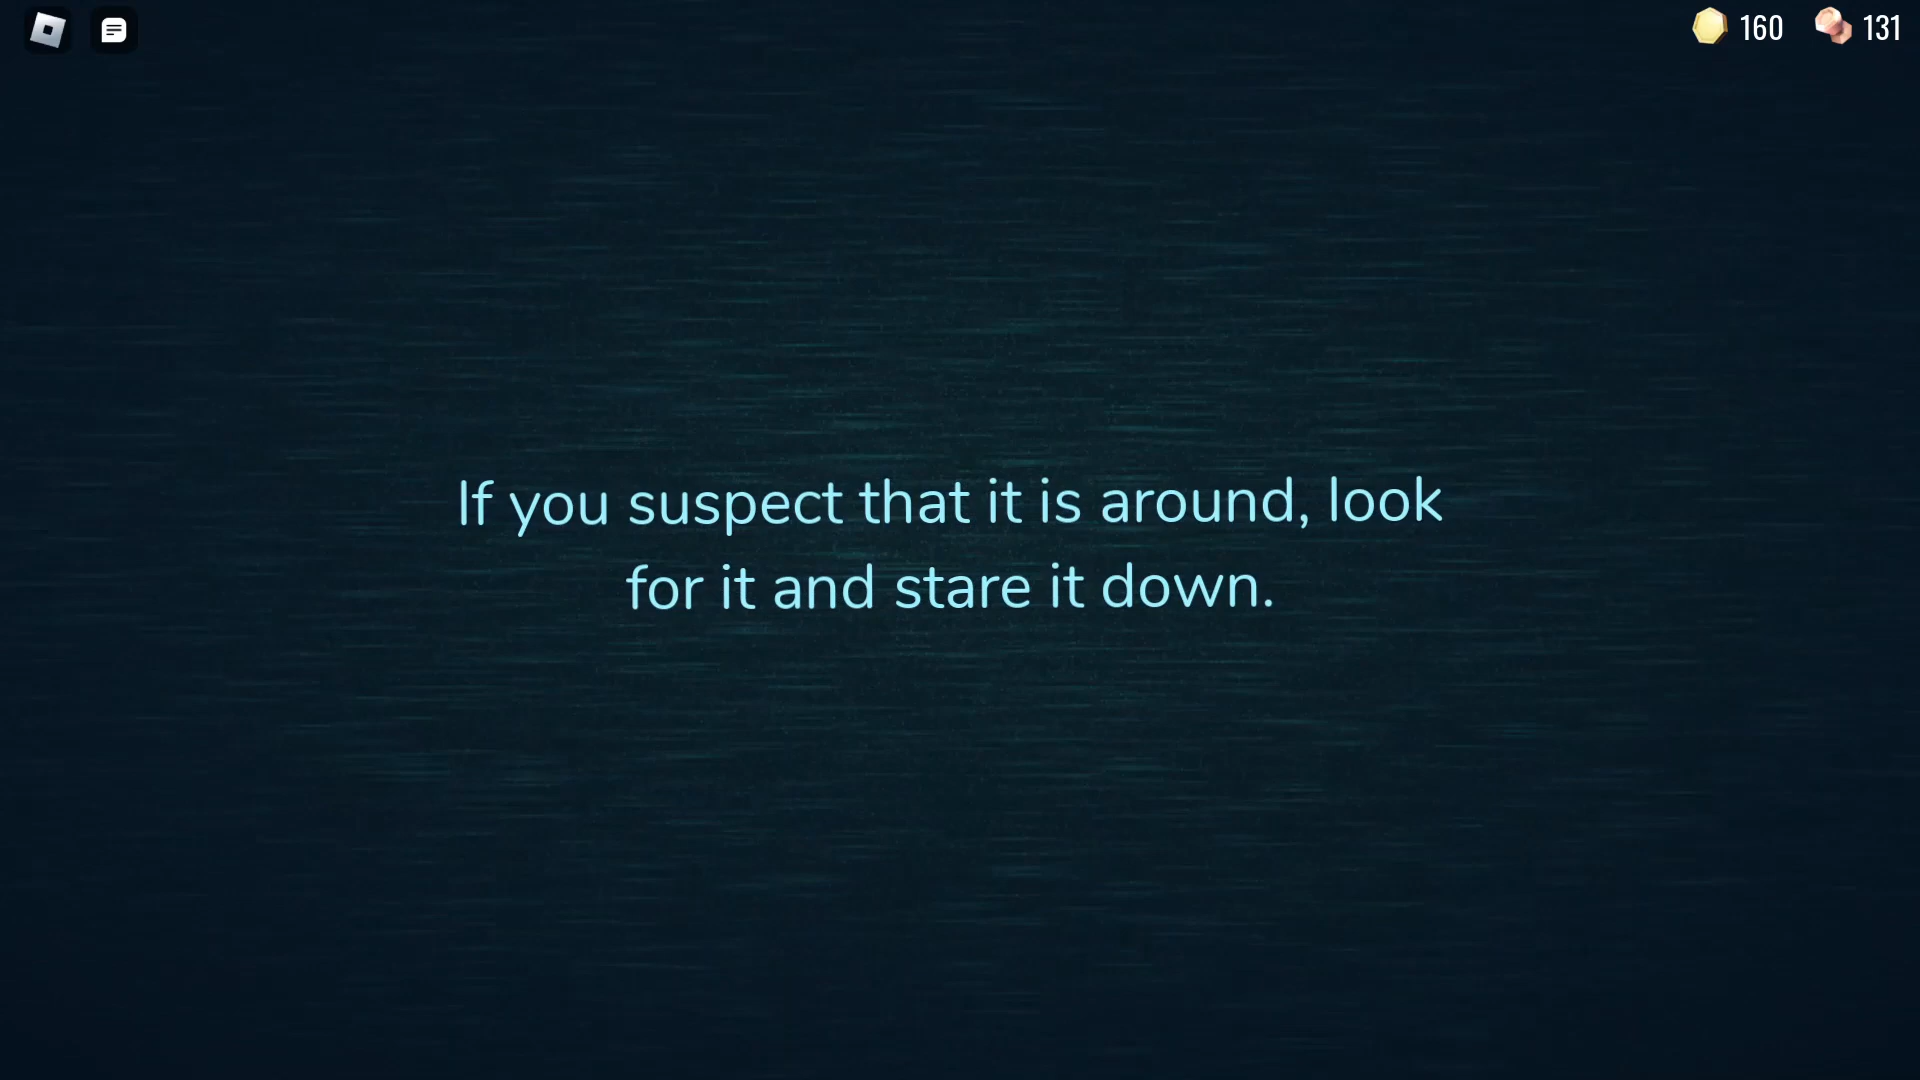 160 131
If you suspect that it is around, look
for it and stare it down.